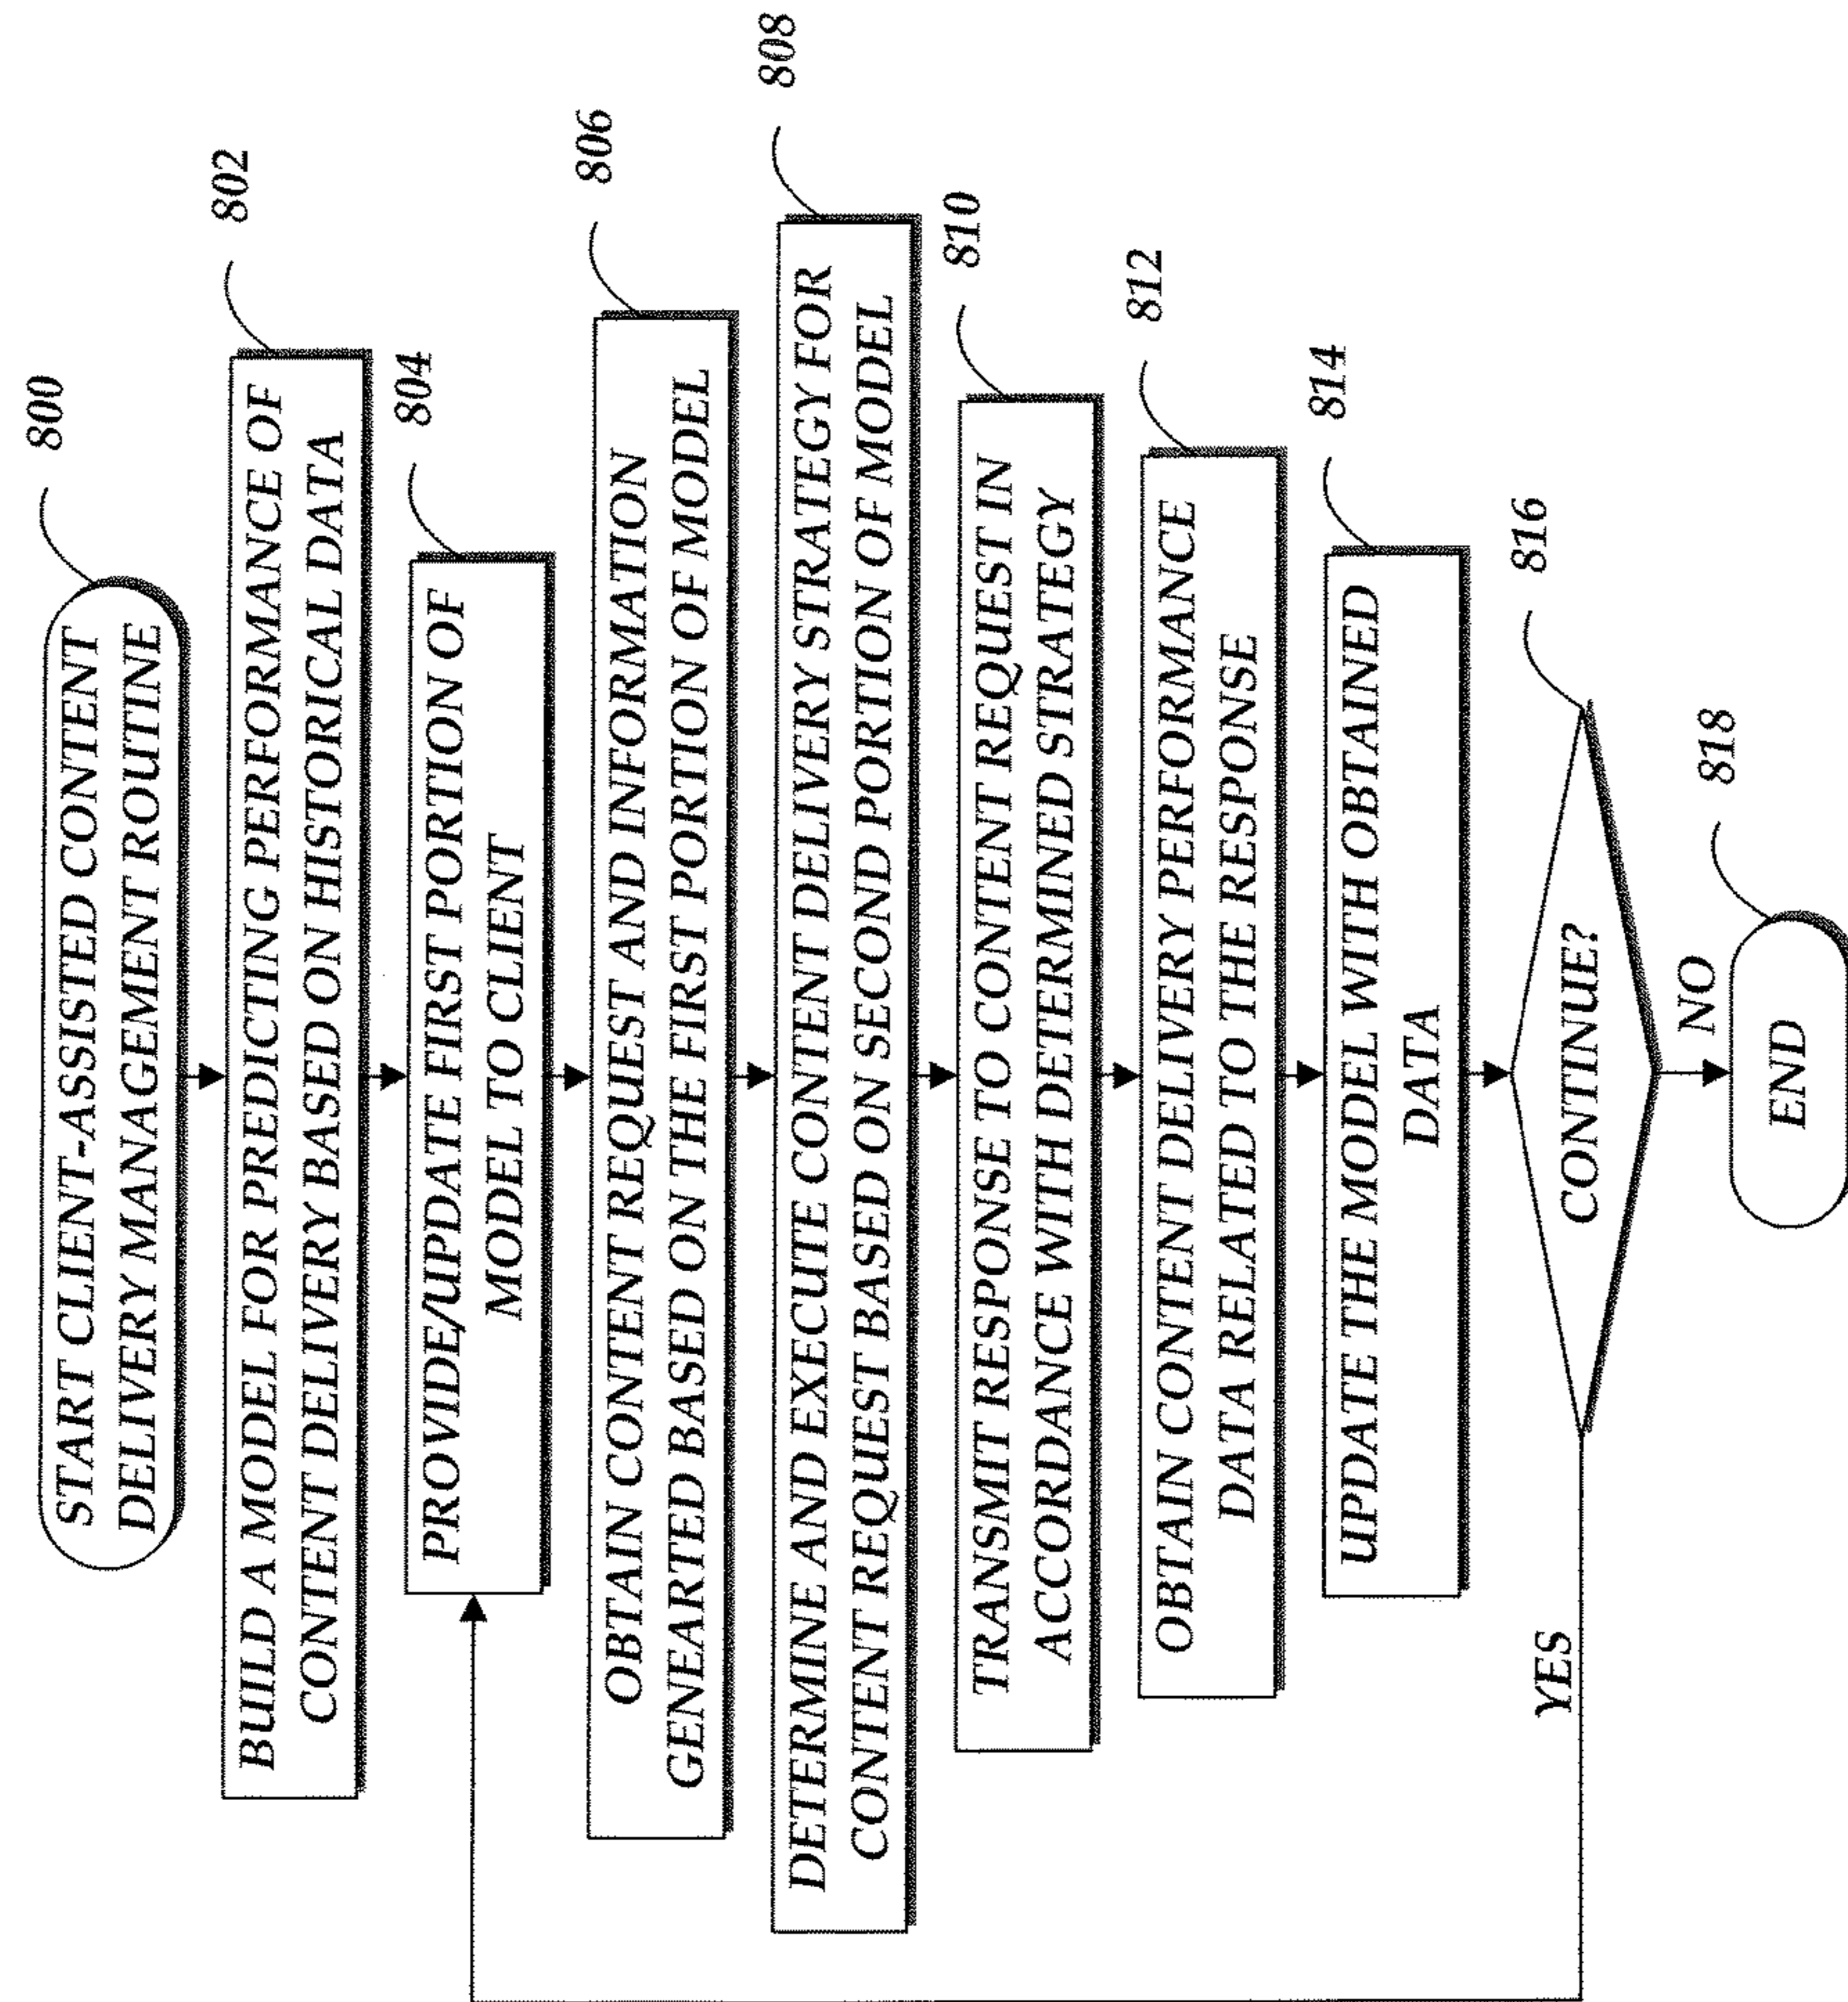 800
START CLIENT-ASSISTED CONTENT
DELIVERY MANAGEMENT ROUTINE
802
BUILD A MODEL FOR PREDICTING PERFORMANCE OF
CONTENT DELIVERY BASED ON HISTORICAL DATA
804
PROVIDE/UPDATE FIRST PORTION OF
MODEL TO CLIENT
806
OBTAIN CONTENT REQUEST AND INFORMATION
GENEARTED BASED ON THE FIRST PORTION OF MODEL
808
DETERMINE AND EXECUTE CONTENT DELIVERY STRATEGY FOR
CONTENT REQUEST BASED ON SECOND PORTION OF MODEL
810
TRANSMIT RESPONSE TO CONTENT REQUEST IN
ACCORDANCE WITH DETERMINED STRATEGY
812
OBTAIN CONTENT DELIVERY PERFORMANCE
DATA RELATED TO THE RESPONSE
814
UPDATE THE MODEL WITH OBTAINED
DATA
816
YES
CONTINUE?
NO
818
END